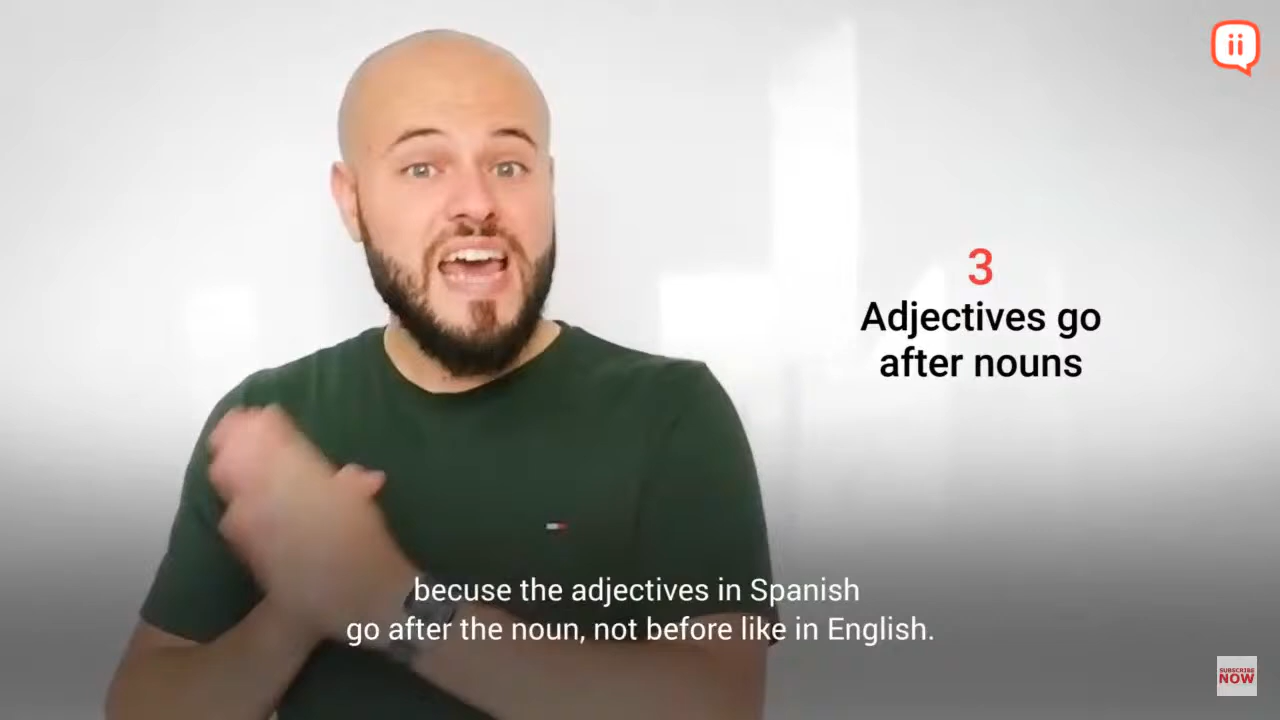 3
Adjectives go
after nouns
becuse the adjectives in Spanish
go after the noun, not before like in English.
SUBSCRIBE
NOW